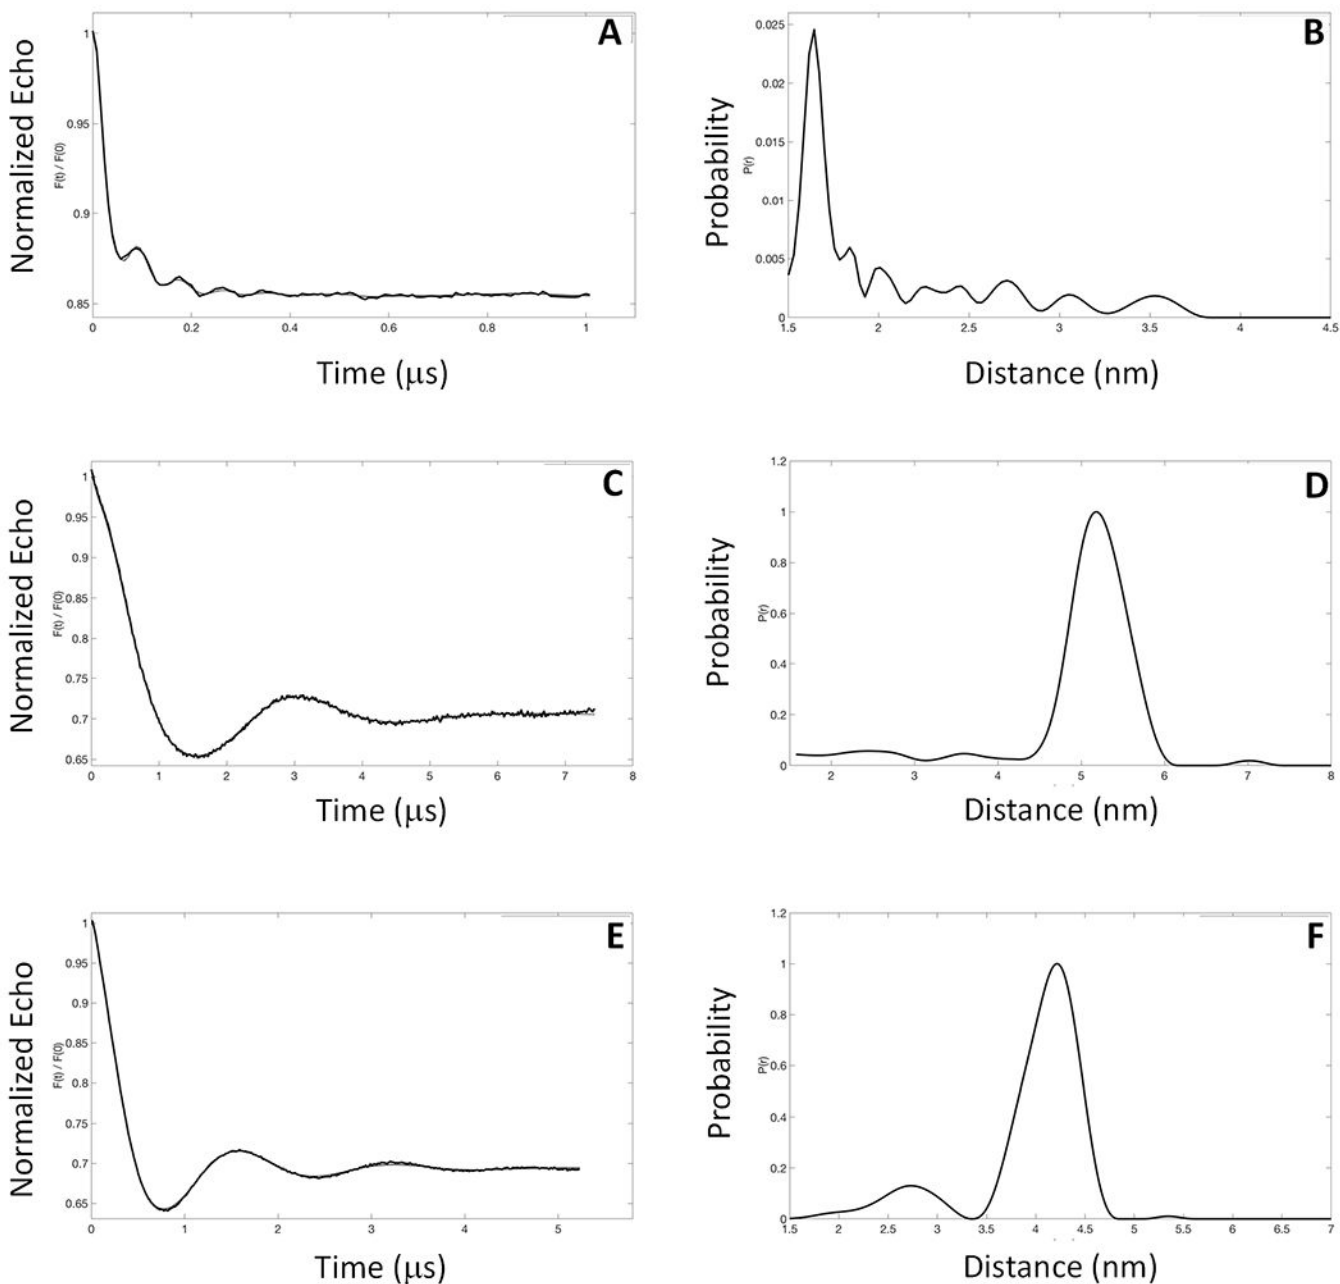 A
Normalized Echo
F(t) / F(0)
1
0.95
0.9
0.85
0 0.2 0.4 0.6 0.8 1
Time (μs)
B
Probability
P(r)
0.025
0.02
0.015
0.01
0.005
0
1.5 2 2.5 3 3.5 4 4.5
Distance (nm)
C
Normalized Echo
F(t) / F(0)
1
0.95
0.9
0.85
0.8
0.75
0.7
0.65
0 1 2 3 4 5 6 7 8
Time (μs)
D
Probability
P(r)
1.2
1
0.8
0.6
0.4
0.2
0
2 3 4 5 6 7 8
Distance (nm)
E
Normalized Echo
F(t) / F(0)
1
0.95
0.9
0.85
0.8
0.75
0.7
0.65
0 1 2 3 4 5
Time (μs)
F
Probability
P(r)
1.2
1
0.8
0.6
0.4
0.2
0
1.5 2 2.5 3 3.5 4 4.5 5 5.5 6 6.5 7
Distance (nm)